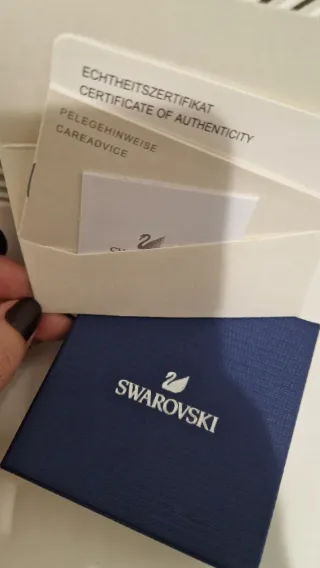 ECHTHEITSZERTIFIKAT
CERTIFICATE OF AUTHENTICITY
PFLEGEHINWEISE
CAREADVICE
SWAROVSKI